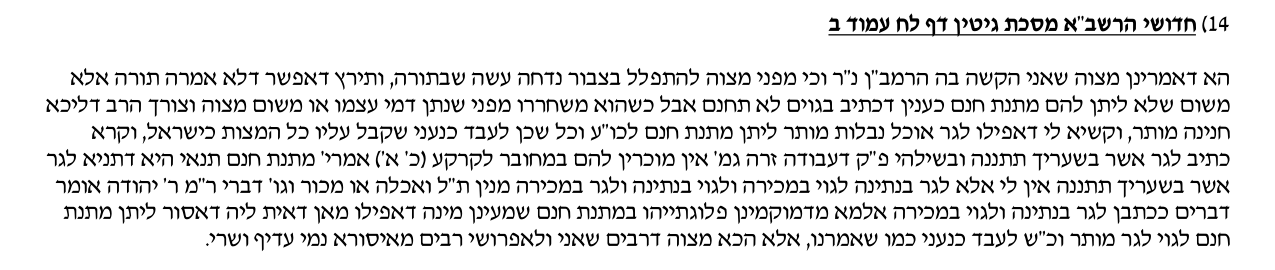 14) חדושי הרשב"א מסכת גיטין דף לח עמוד ב
הא דאמרינן מצוה שאני הקשה בה הרמב"ן נ"ר וכי מפני מצוה להתפלל בצבור נדחה עשה שבתורה, ותירץ דאפשר דלא אמרה תורה אלא
משום שלא ליתן להם מתנת חנם כענין דכתיב בגוים לא תחנם אבל כשהוא משחררו מפני שנתן דמי עצמו או משום מצוה וצורך הרב דליכא
חנינה מותר, וקשיא לי דאפילו לגר אוכל נבלות מותר ליתן מתנת חנם לכו"ע וכל שכן לעבד כנעני שקבל עליו כל המצות כישראל, וקרא
כתיב לגר אשר בשעריך תתננה ובשילהי פ"ק דעבודה זרה גמ' אין מוכרין להם במחובר לקרקע (כ' א') אמרי' מתנת חנם תנאי היא דתניא לגר
אשר בשעריך תתננה אין לי אלא לגר בנתינה לגוי במכירה ולגוי בנתינה ולגר במכירה מנין ת"ל ואכלה או מכור וגו' דברי ר"מ ר' יהודה אומר
דברים ככתבן לגר בנתינה ולגוי במכירה אלמא מדמוקמינן פלוגתייהו במתנת חנם שמעינן מינה דאפילו מאן דאית ליה דאסור ליתן מתנת
חנם לגוי לגר מותר וכ"ש לעבד כנעני כמו שאמרנו, אלא הכא מצוה דרבים שאני ולאפרושי רבים מאיסורא נמי עדיף ושרי.